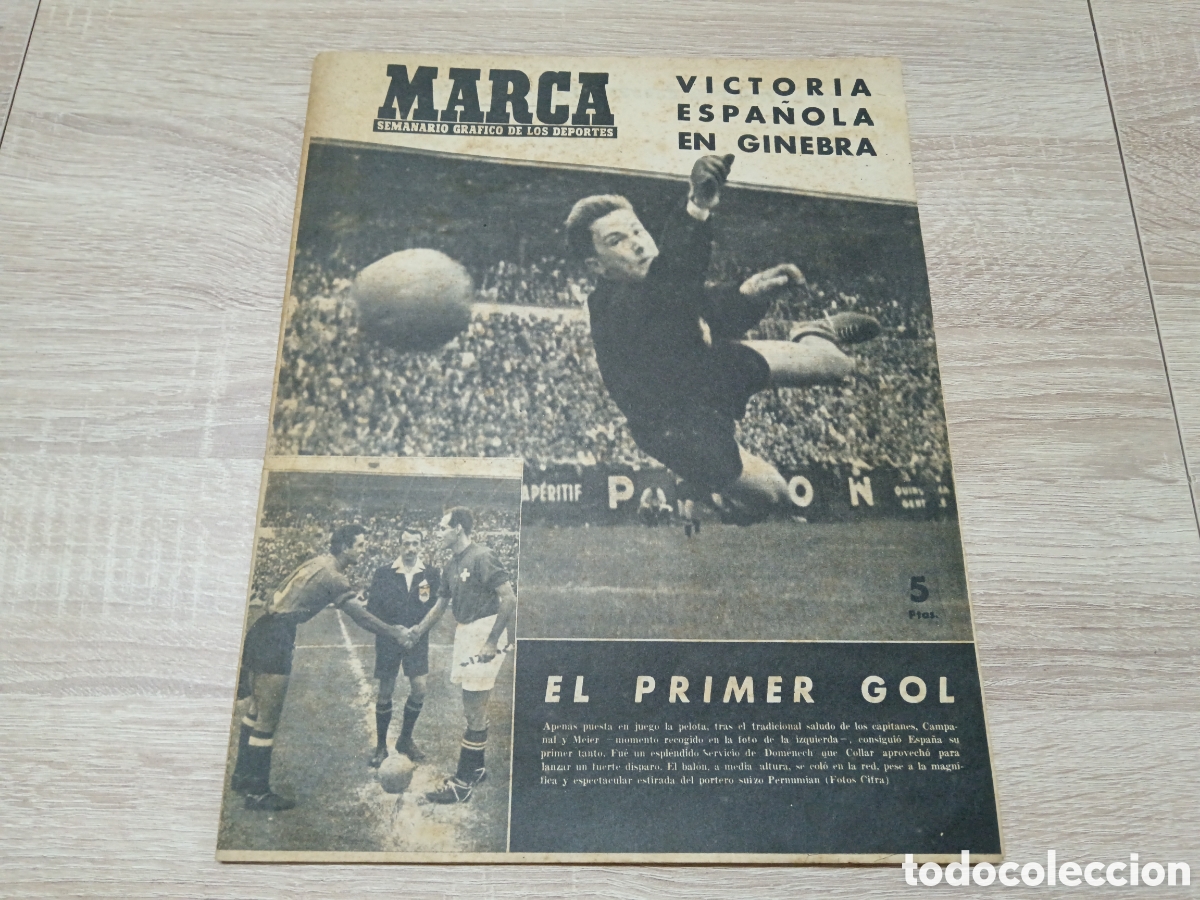 MARCA
SEMANARIO GRAFICO DE LOS DEPORTES
VICTORIA
ESPAÑOLA
EN GINEBRA
APÉRITIF
5
Ptas.
EL PRIMER GOL
Apenas puesta en juego la pelota, tras el tradicional saludo de los capitanes, Campa-
nal y Meier —momento recogido en la foto de la izquierda—, consiguió España su
primer tanto. Fué un espléndido servicio de Domènech que Collar aprovechó para
lanzar un fuerte disparo. El balón, a media altura, se coló en la red, pese a la magní-
fica y espectacular estirada del portero suizo Pernumian (Fotos Cifra)
todocoleccion